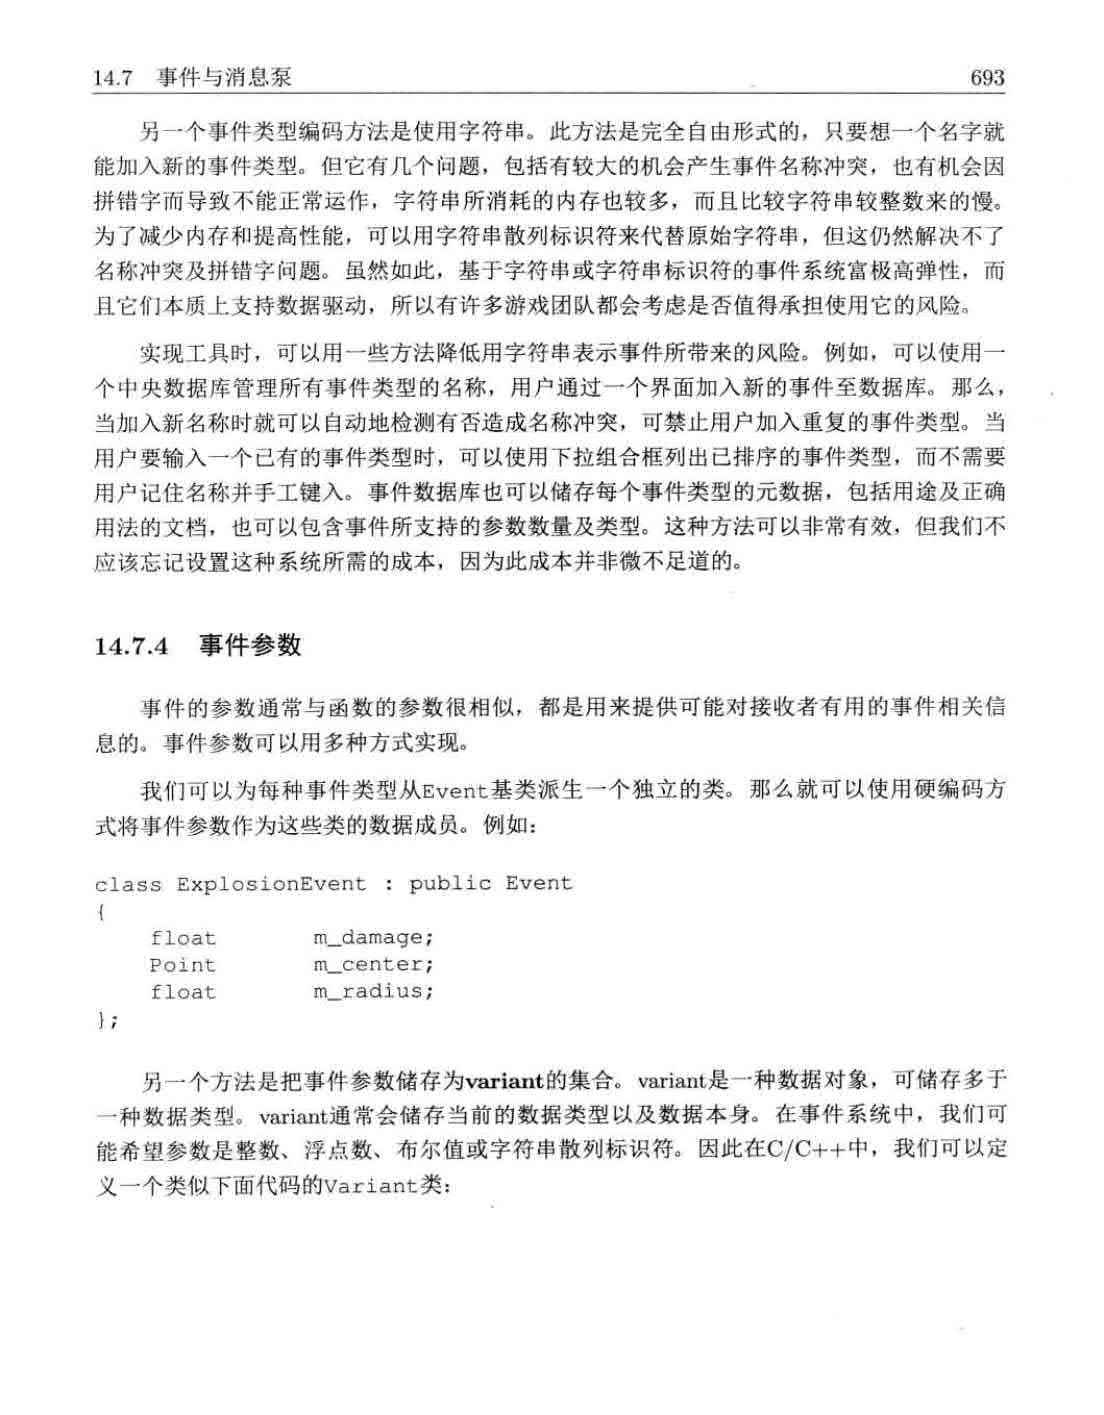 14.7 事件与消息泵 693
另一个事件类型编码方法是使用字符串。此方法是完全自由形式的，只要想一个名字就
能加入新的事件类型。但它有几个问题，包括有较大的机会产生事件名称冲突，也有机会因
拼错字而导致不能正常运作，字符串所消耗的内存也较多，而且比较字符串较整数来的慢。
为了减少内存和提高性能，可以用字符串散列标识符来代替原始字符串，但这仍然解决不了
名称冲突及拼错字问题。虽然如此，基于字符串或字符串标识符的事件系统富极高弹性，而
且它们本质上支持数据驱动，所以有许多游戏团队都会考虑是否值得承担使用它的风险。
实现工具时，可以用一些方法降低用字符串表示事件所带来的风险。例如，可以使用一
个中央数据库管理所有事件类型的名称，用户通过一个界面加入新的事件至数据库。那么，
当加入新名称时就可以自动地检测有否造成名称冲突，可禁止用户加入重复的事件类型。当
用户要输入一个已有的事件类型时，可以使用下拉组合框列出已排序的事件类型，而不需要
用户记住名称并手工键入。事件数据库也可以储存每个事件类型的元数据，包括用途及正确
用法的文档，也可以包含事件所支持的参数数量及类型。这种方法可以非常有效，但我们不
应该忘记设置这种系统所需的成本，因为此成本并非微不足道的。
14.7.4 事件参数
事件的参数通常与函数的参数很相似，都是用来提供可能对接收者有用的事件相关信
息的。事件参数可以用多种方式实现。
我们可以为每种事件类型从Event基类派生一个独立的类。那么就可以使用硬编码方
式将事件参数作为这些类的数据成员。例如：
class ExplosionEvent : public Event
{
float m_damage;
Point m_center;
float m_radius;
};
另一个方法是把事件参数储存为variant的集合。variant是一种数据对象，可储存多于
一种数据类型。variant通常会储存当前的数据类型以及数据本身。在事件系统中，我们可
能希望参数是整数、浮点数、布尔值或字符串散列标识符。因此在C/C++中，我们可以定
义一个类似下面代码的Variant类：